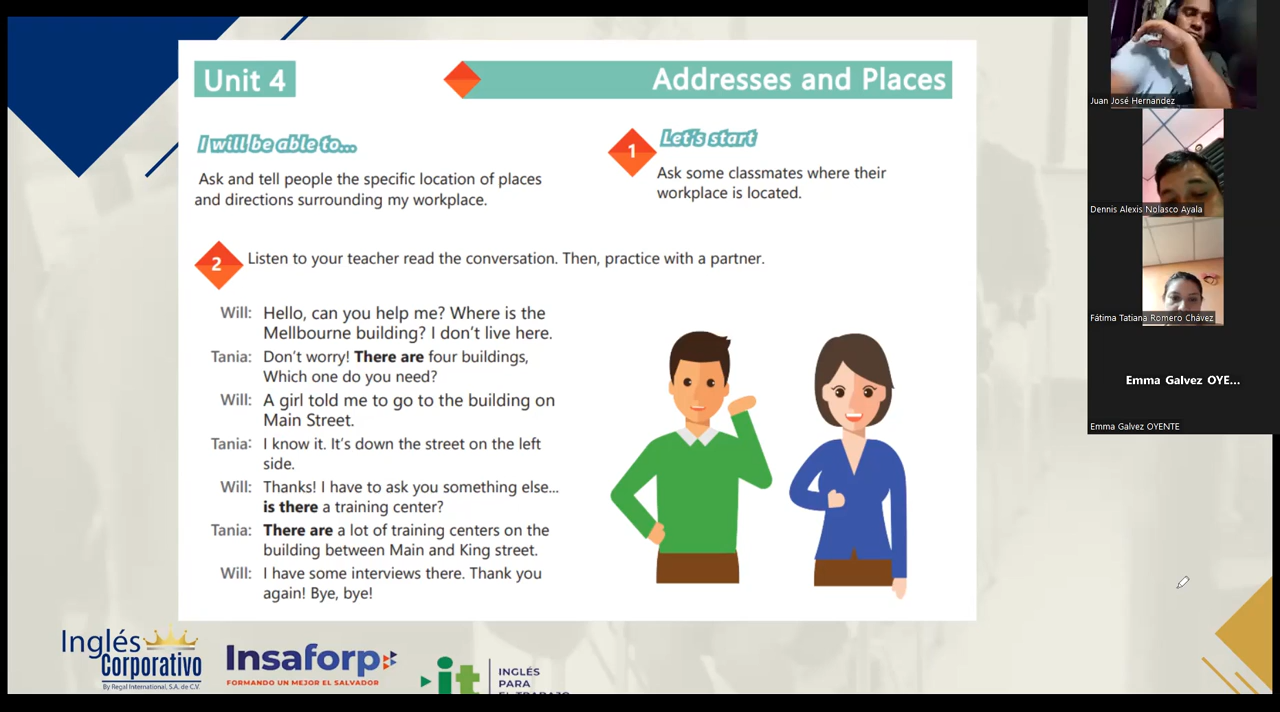 Unit 4
Addresses and Places
I will be able to...
Ask and tell people the specific location of places
and directions surrounding my workplace.
1
Let's start
Ask some classmates where their
workplace is located.
2
Listen to your teacher read the conversation. Then, practice with a partner.
Will: Hello, can you help me? Where is the
Mellbourne building? I don't live here.
Tania: Don't worry! There are four buildings,
Which one do you need?
Will: A girl told me to go to the building on
Main Street.
Tania: I know it. It's down the street on the left
side.
Will: Thanks! I have to ask you something else...
is there a training center?
Tania: There are a lot of training centers on the
building between Main and King street.
Will: I have some interviews there. Thank you
again! Bye, bye!
Inglés
Corporativo
By Regal International, S.A. de C.V.
Insaforp
FORMANDO UN MEJOR EL SALVADOR
it
INGLÉS
PARA
EL TRABAJO
Juan José Hernandez
Dennis Alexis Nolasco Ayala
Fátima Tatiana Romero Chávez
Emma Galvez OYE...
Emma Galvez OYENTE